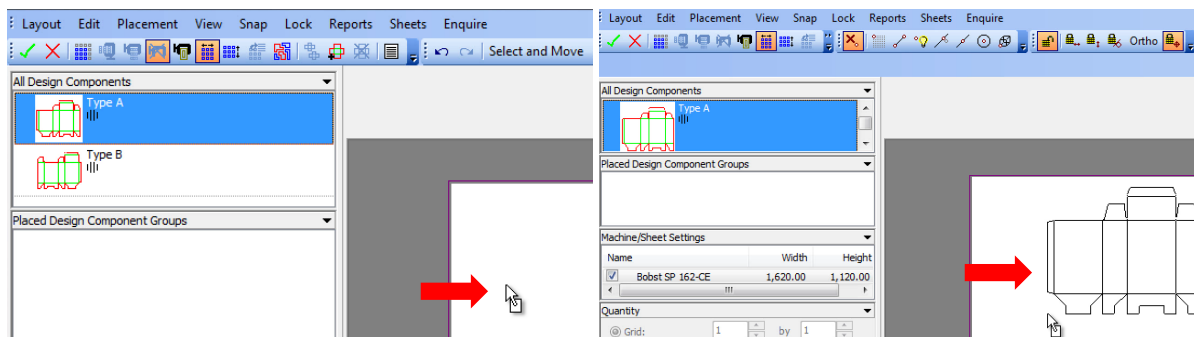 Layout Edit Placement View Snap Lock Reports Sheets Enquire
Select and Move
All Design Components
Type A
Type B
Placed Design Component Groups
Layout Edit Placement View Snap Lock Reports Sheets Enquire
Ortho
All Design Components
Type A
Placed Design Component Groups
Machine/Sheet Settings
Name Width Height
Bobst SP 162-CE 1,620.00 1,120.00
Quantity
Grid: 1 by 1